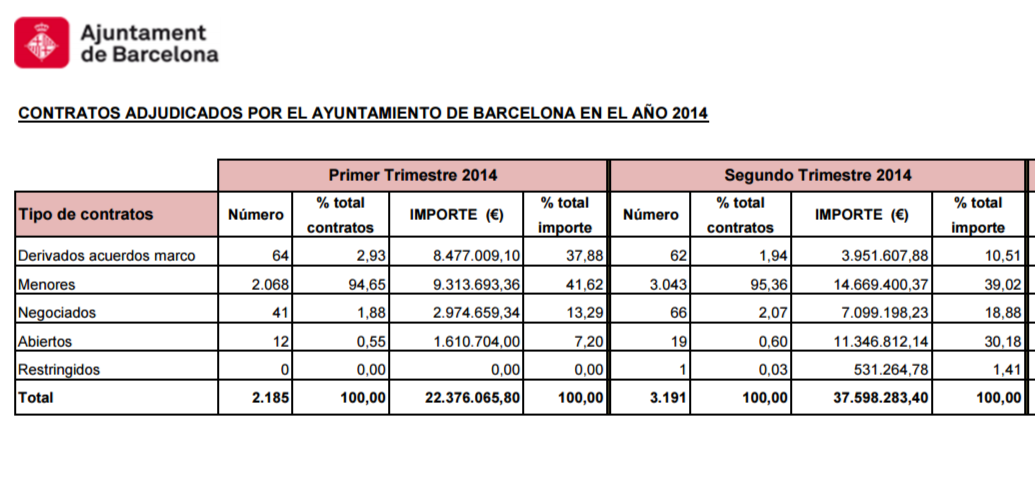 Ajuntament
de Barcelona
CONTRATOS ADJUDICADOS POR EL AYUNTAMIENTO DE BARCELONA EN EL AÑO 2014
Primer Trimestre 2014 Segundo Trimestre 2014
Tipo de contratos Número % total contratos IMPORTE (€) % total importe Número % total contratos IMPORTE (€) % total importe
Derivados acuerdos marco 64 2,93 8.477.009,10 37,88 62 1,94 3.951.607,88 10,51
Menores 2.068 94,65 9.313.693,36 41,62 3.043 95,36 14.669.400,37 39,02
Negociados 41 1,88 2.974.659,34 13,29 66 2,07 7.099.198,23 18,88
Abiertos 12 0,55 1.610.704,00 7,20 19 0,60 11.346.812,14 30,18
Restringidos 0 0,00 0,00 0,00 1 0,03 531.264,78 1,41
Total 2.185 100,00 22.376.065,80 100,00 3.191 100,00 37.598.283,40 100,00